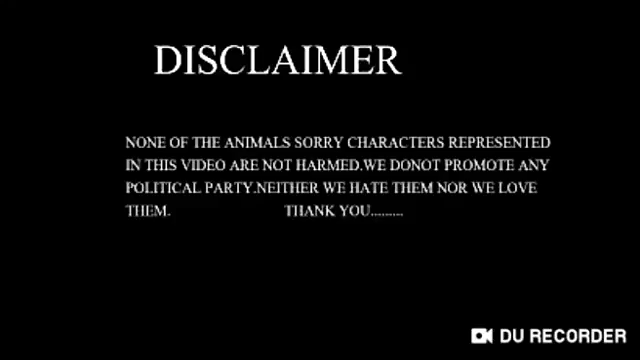 DISCLAIMER
NONE OF THE ANIMALS SORRY CHARACTERS REPRESENTED
IN THIS VIDEO ARE NOT HARMED.WE DONOT PROMOTE ANY
POLITICAL PARTY.NEITHER WE HATE THEM NOR WE LOVE
THEM. THANK YOU.........
DU RECORDER